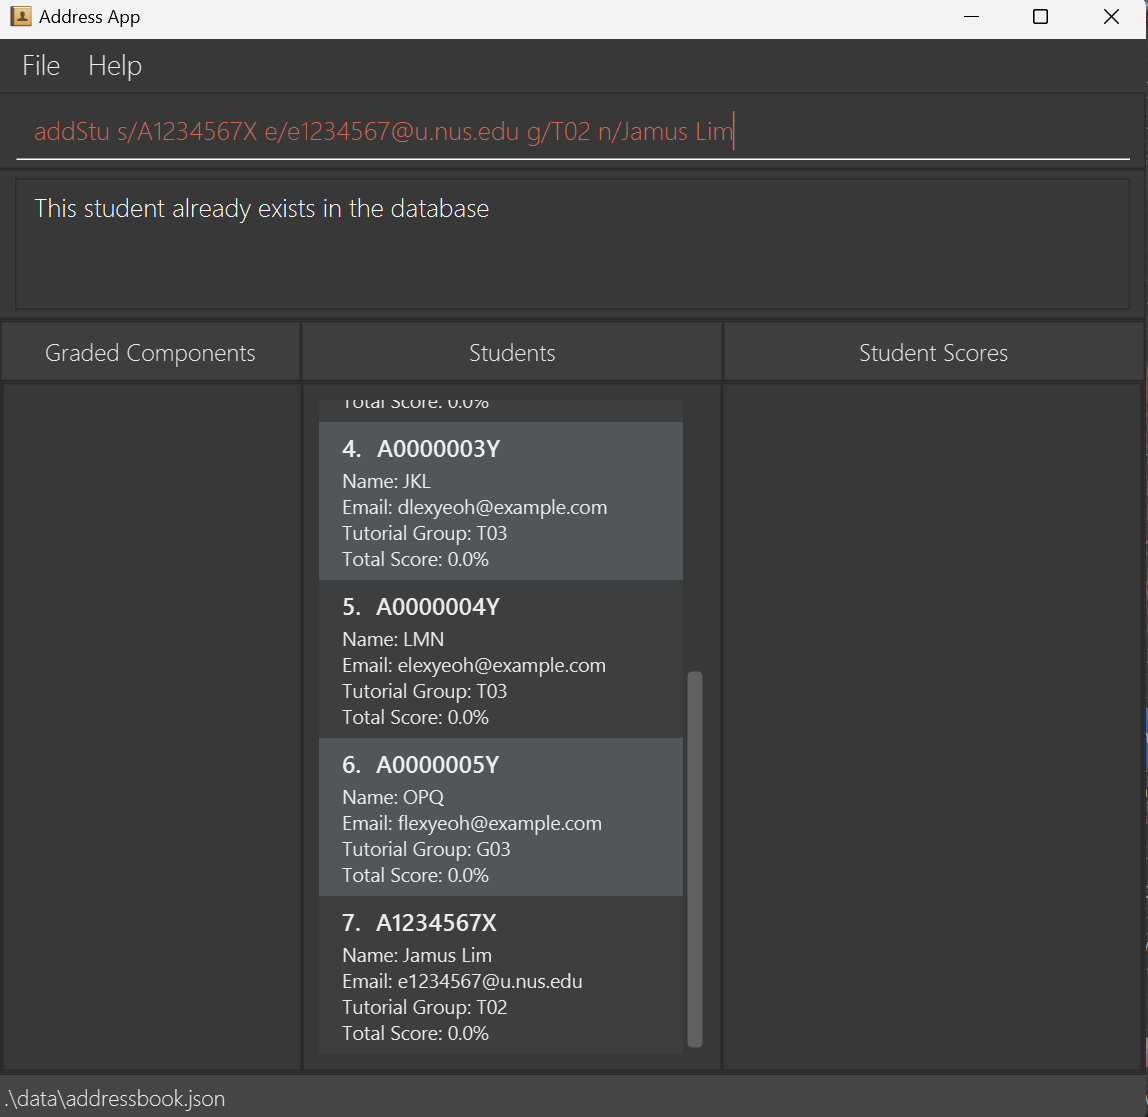 Address App
File Help
addStu s/A1234567X e/e1234567@u.nus.edu g/T02 n/Jamus Lim
This student already exists in the database
Graded Components
Students
Student Scores
Total Score: 0.0%
4. A0000003Y
Name: JKL
Email: dlexyeoh@example.com
Tutorial Group: T03
Total Score: 0.0%
5. A0000004Y
Name: LMN
Email: elexyeoh@example.com
Tutorial Group: T03
Total Score: 0.0%
6. A0000005Y
Name: OPQ
Email: flexyeoh@example.com
Tutorial Group: G03
Total Score: 0.0%
7. A1234567X
Name: Jamus Lim
Email: e1234567@u.nus.edu
Tutorial Group: T02
Total Score: 0.0%
.\data\addressbook.json